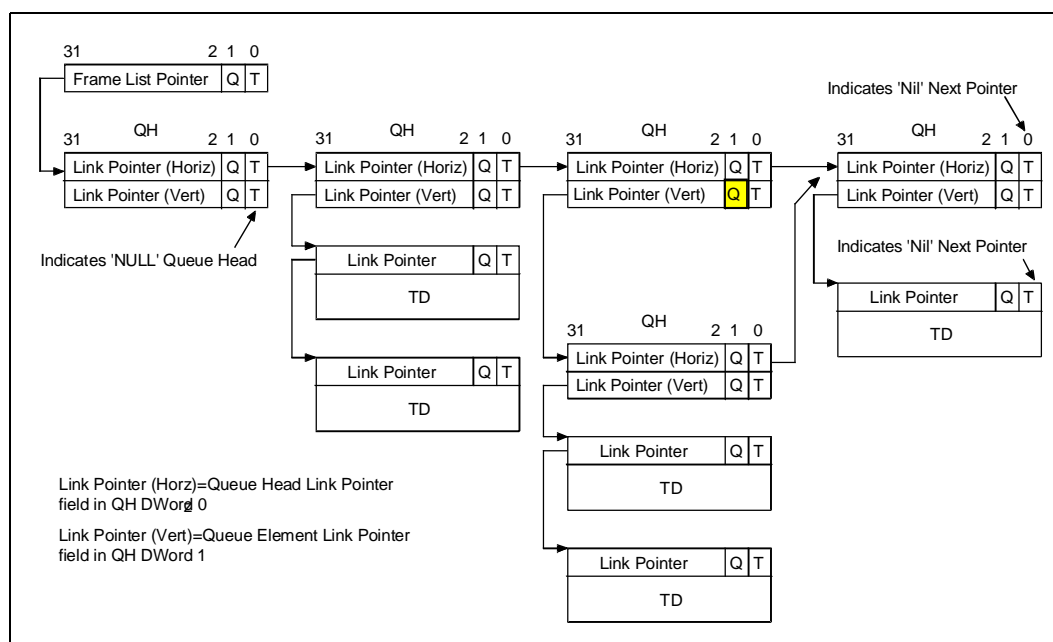 31 2 1 0
Frame List Pointer Q T
Indicates 'Nil' Next Pointer
QH
31 2 1 0
Link Pointer (Horiz) Q T
Link Pointer (Vert) Q T
Indicates 'NULL' Queue Head
31 QH 2 1 0
Link Pointer (Horiz) Q T
Link Pointer (Vert) Q T
Link Pointer Q T
TD
Link Pointer Q T
TD
31 QH 2 1 0
Link Pointer (Horiz) Q T
Link Pointer (Vert) Q T
31 QH 2 1 0
Link Pointer (Horiz) Q T
Link Pointer (Vert) Q T
Link Pointer Q T
TD
Link Pointer Q T
TD
31 QH 2 1 0
Link Pointer (Horiz) Q T
Link Pointer (Vert) Q T
Indicates 'Nil' Next Pointer
Link Pointer Q T
TD
Link Pointer (Horz)=Queue Head Link Pointer
field in QH DWord 0
Link Pointer (Vert)=Queue Element Link Pointer
field in QH DWord 1